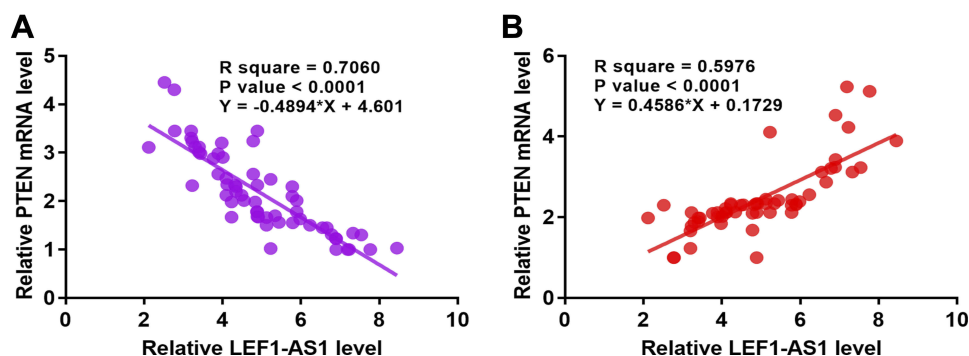 A
R square = 0.7060
P value < 0.0001
Y = -0.4894*X + 4.601
Relative PTEN mRNA level
5
4
3
2
1
0
0 2 4 6 8 10
Relative LEF1-AS1 level
B
R square = 0.5976
P value < 0.0001
Y = 0.4586*X + 0.1729
Relative PTEN mRNA level
6
4
2
0
0 2 4 6 8 10
Relative LEF1-AS1 level